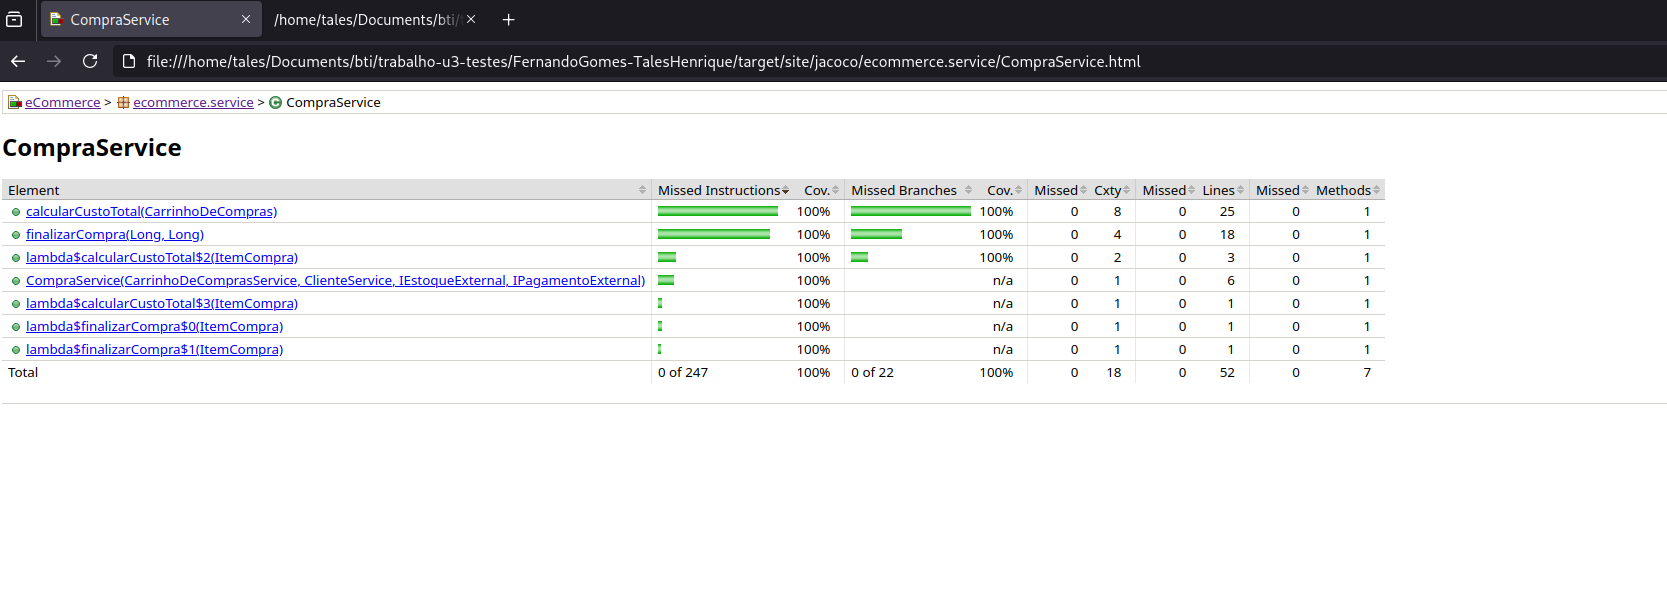 CompraService × /home/tales/Documents/bti/ × +
file:///home/tales/Documents/bti/trabalho-u3-testes/FernandoGomes-TalesHenrique/target/site/jacoco/ecommerce.service/CompraService.html
eCommerce > ecommerce.service > CompraService
CompraService
Element Missed Instructions Cov. Missed Branches Cov. Missed Cxty Missed Lines Missed Methods
calcularCustoTotal(CarrinhoDeCompras) 100% 100% 0 8 0 25 0 1
finalizarCompra(Long, Long) 100% 100% 0 4 0 18 0 1
lambda$calcularCustoTotal$2(ItemCompra) 100% 100% 0 2 0 3 0 1
CompraService(CarrinhoDeComprasService, ClienteService, IEstoqueExternal, IPagamentoExternal) 100% n/a 0 1 0 6 0 1
lambda$calcularCustoTotal$3(ItemCompra) 100% n/a 0 1 0 1 0 1
lambda$finalizarCompra$0(ItemCompra) 100% n/a 0 1 0 1 0 1
lambda$finalizarCompra$1(ItemCompra) 100% n/a 0 1 0 1 0 1
Total 0 of 247 100% 0 of 22 100% 0 18 0 52 0 7